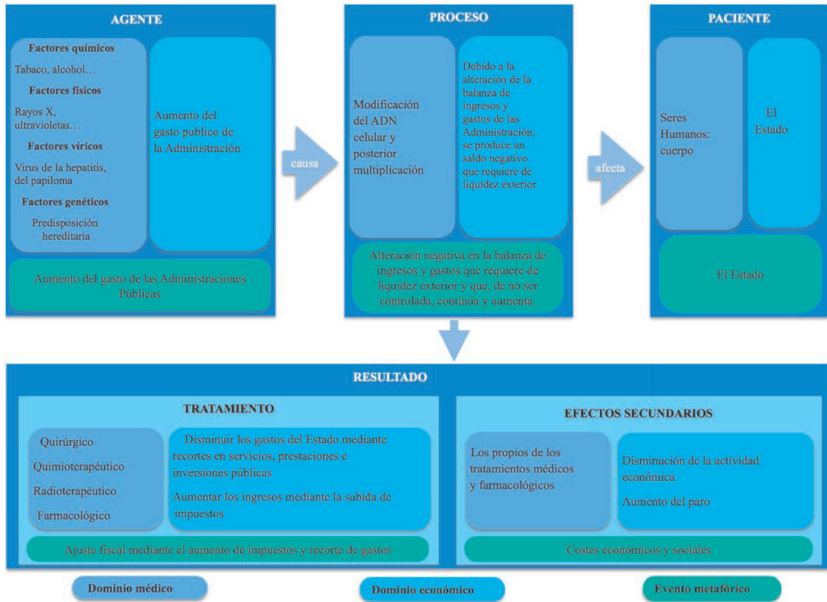 AGENTE
Factores químicos
Tabaco, alcohol…
Factores físicos
Rayos X,
ultravioletas…
Factores víricos
Virus de la hepatitis,
del papiloma
Factores genéticos
Predisposición
hereditaria
Aumento del
gasto publico de
la Administración
Aumento del gasto de las Administraciones
Públicas
causa
PROCESO
Modificación
del ADN
celular y
posterior
multiplicación
Debido a la
alteración de la
balanza de
ingresos y
gastos de las
Administración,
se produce un
saldo negativo
que requiere de
liquidez exterior
Alteración negativa en la balanza de
ingresos y gastos que requiere de
liquidez exterior y que, de no ser
controlada, continúa y aumenta.
afecta
PACIENTE
Seres
Humanos:
cuerpo
El
Estado
El Estado
RESULTADO
TRATAMIENTO
Quirúrgico
Quimioterapéutico
Radioterapéutico
Farmacológico
Disminuir los gastos del Estado mediante
recortes en servicios, prestaciones e
inversiones públicas
Aumentar los ingresos mediante la subida de
impuestos
Ajuste fiscal mediante el aumento de impuestos y recorte de gastos
EFECTOS SECUNDARIOS
Los propios de los
tratamientos médicos
y farmacológicos
Disminución de la actividad
económica.
Aumento del paro
Costes económicos y sociales
Dominio médico
Dominio económico
Evento metafórico